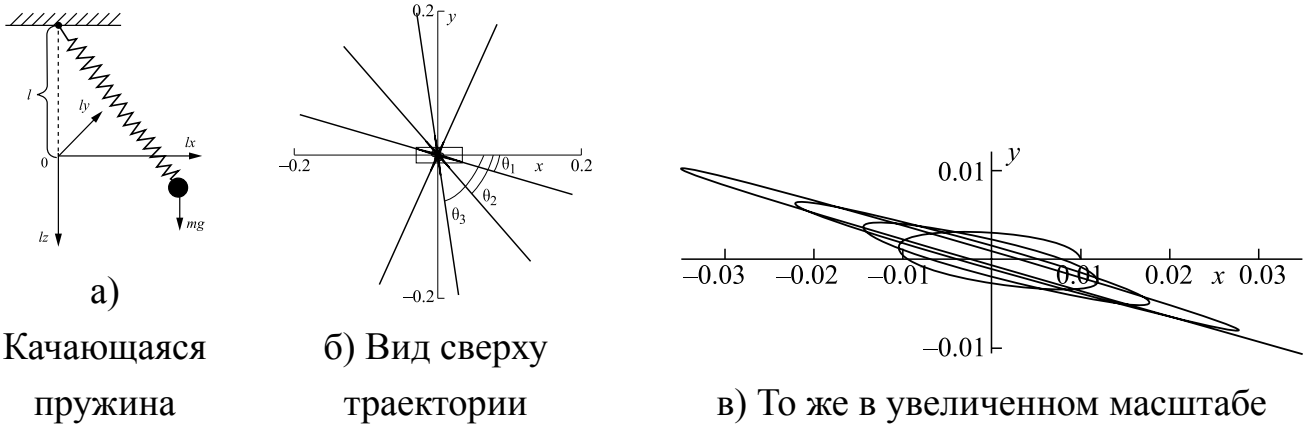 l
ly
lx
0
lz
mg
а)
Качающаяся
пружина
0.2
y
–0.2
x
0.2
θ1
θ2
θ3
–0.2
б) Вид сверху
траектории
y
0.01
–0.03
–0.02
–0.01
0.01
0.02
x
0.03
–0.01
в) То же в увеличенном масштабе